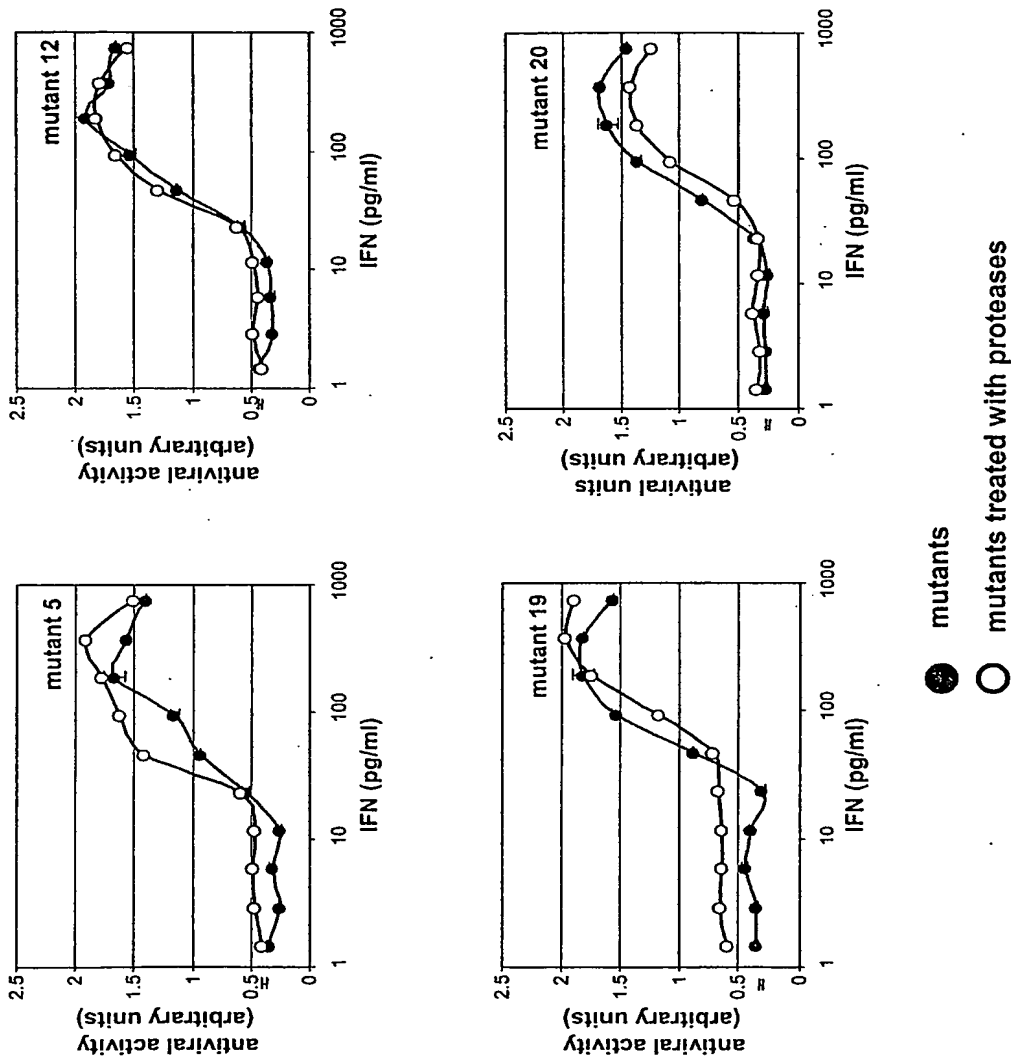 mutant 5
antiviral activity
(arbitrary units)
2.5
2
1.5
1
0.5
0
1
10
100
1000
IFN (pg/ml)
mutant 12
antiviral activity
(arbitrary units)
2.5
2
1.5
1
0.5
0
1
10
100
1000
IFN (pg/ml)
mutant 19
antiviral activity
(arbitrary units)
2.5
2
1.5
1
0.5
0
1
10
100
1000
IFN (pg/ml)
mutant 20
antiviral units
(arbitrary units)
2.5
2
1.5
1
0.5
0
1
10
100
1000
IFN (pg/ml)
mutants
mutants treated with proteases